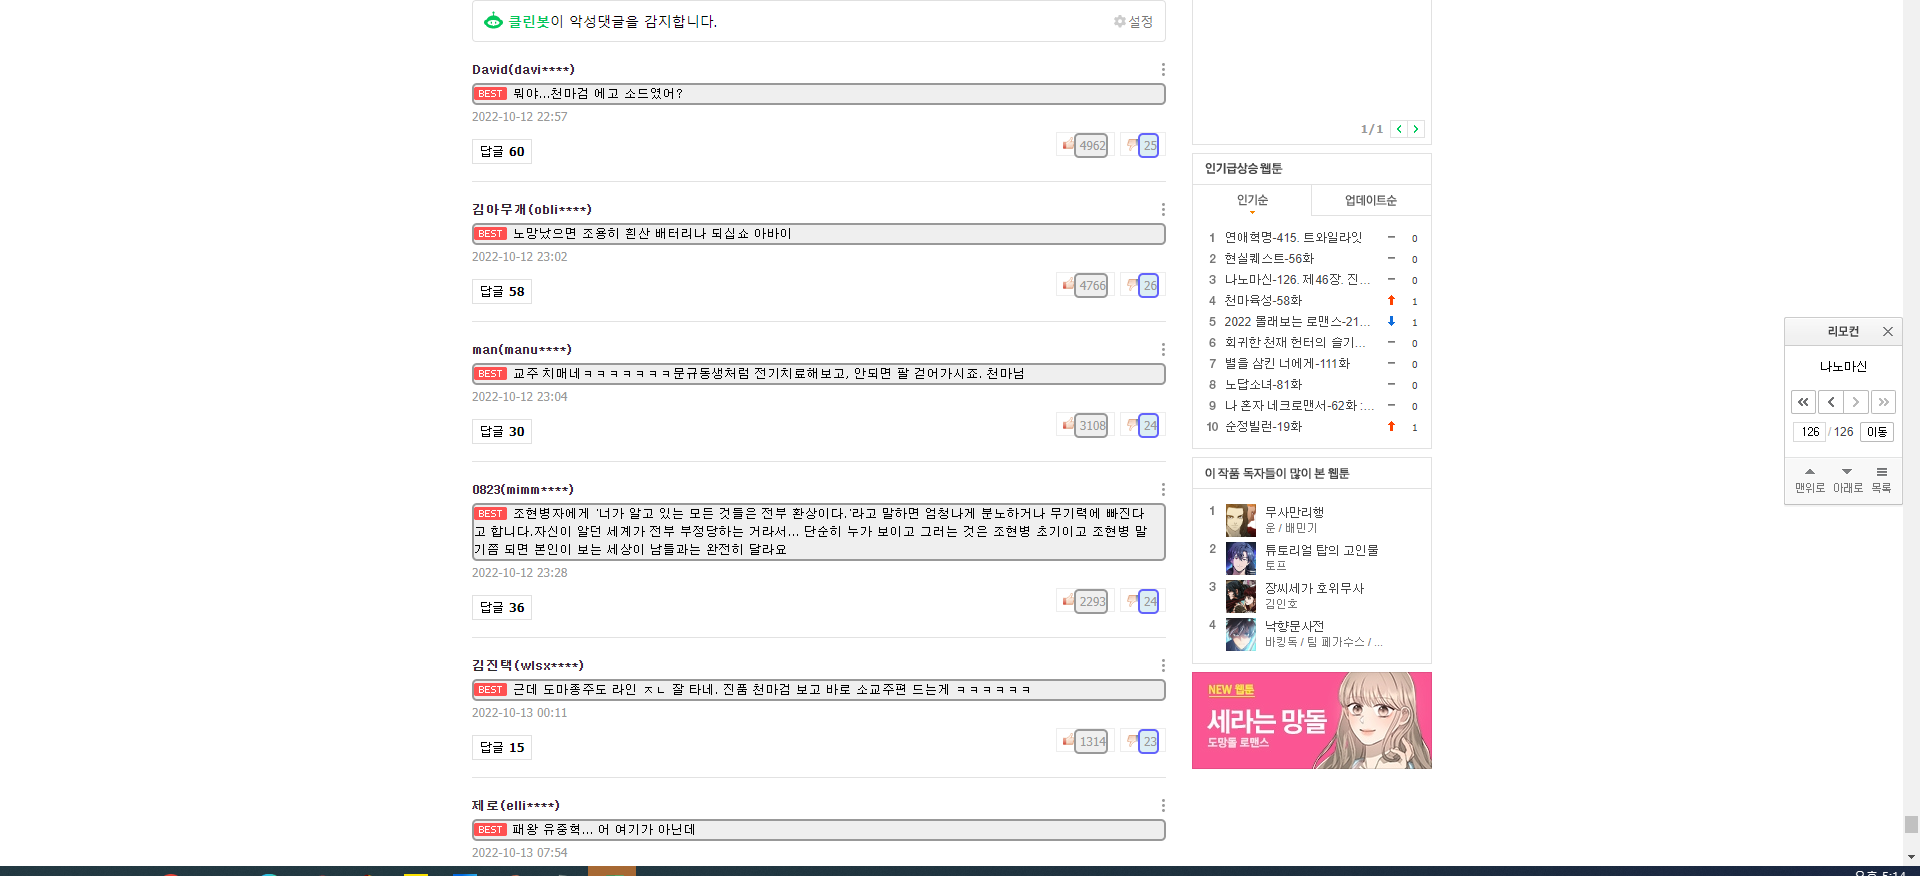 클린봇이 악성댓글을 감지합니다.
설정
David(davi****)
BEST 뭐야...천마검 에고 소드였어?
2022-10-12 22:57
답글 60
4962
25
김아무개(obli****)
BEST 노망났으면 조용히 흰산 배터리나 되십쇼 아바이
2022-10-12 23:02
답글 58
4766
26
man(manu****)
BEST 교주 치매네ㅋㅋㅋㅋㅋㅋㅋ문규동생처럼 전기치료해보고, 안되면 팔 걷어가시죠. 천마님
2022-10-12 23:04
답글 30
3108
24
0823(mimm****)
BEST 조현병자에게 '너가 알고 있는 모든 것들은 전부 환상이다.'라고 말하면 엄청나게 분노하거나 무기력에 빠진다
고 합니다.자신이 알던 세계가 전부 부정당하는 거라서... 단순히 누가 보이고 그러는 것은 조현병 초기이고 조현병 말
기쯤 되면 본인이 보는 세상이 남들과는 완전히 달라요
2022-10-12 23:28
답글 36
2293
24
김진택(wlsx****)
BEST 근데 도마종주도 라인 ㅈㄴ 잘 타네. 진품 천마검 보고 바로 소교주편 드는게 ㅋㅋㅋㅋㅋㅋ
2022-10-13 00:11
답글 15
1314
23
제로(elli****)
BEST 패왕 유중혁... 어 여기가 아닌데
2022-10-13 07:54
1/1
인기급상승 웹툰
인기순
업데이트순
1 연애혁명-415. 트와일라잇 0
2 현실퀘스트-56화 0
3 나노마신-126. 제46장. 진... 0
4 천마육성-58화 1
5 2022 몰래보는 로맨스-21... 1
6 회귀한 천재 헌터의 슬기... 0
7 별을 삼킨 너에게-111화 0
8 노답소녀-81화 0
9 나 혼자 네크로맨서-62화 :... 0
10 순정빌런-19화 1
이 작품 독자들이 많이 본 웹툰
1 무사만리행
운 / 배민기
2 튜토리얼 탑의 고인물
토프
3 장씨세가 호위무사
김인호
4 낙향문사전
바킹독 / 팀 페가수스 / ...
NEW 웹툰
세라는 망돌
도망돌 로맨스
리모컨
나노마신
126 / 126 이동
맨위로 아래로 목록
오후 5:14